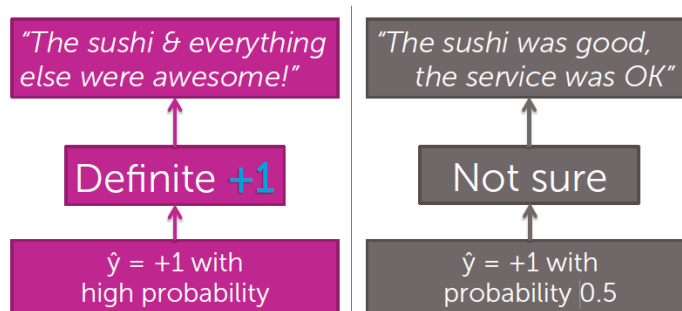 “The sushi & everything
else were awesome!”
Definite +1
ŷ = +1 with
high probability
“The sushi was good,
the service was OK”
Not sure
ŷ = +1 with
probability 0.5